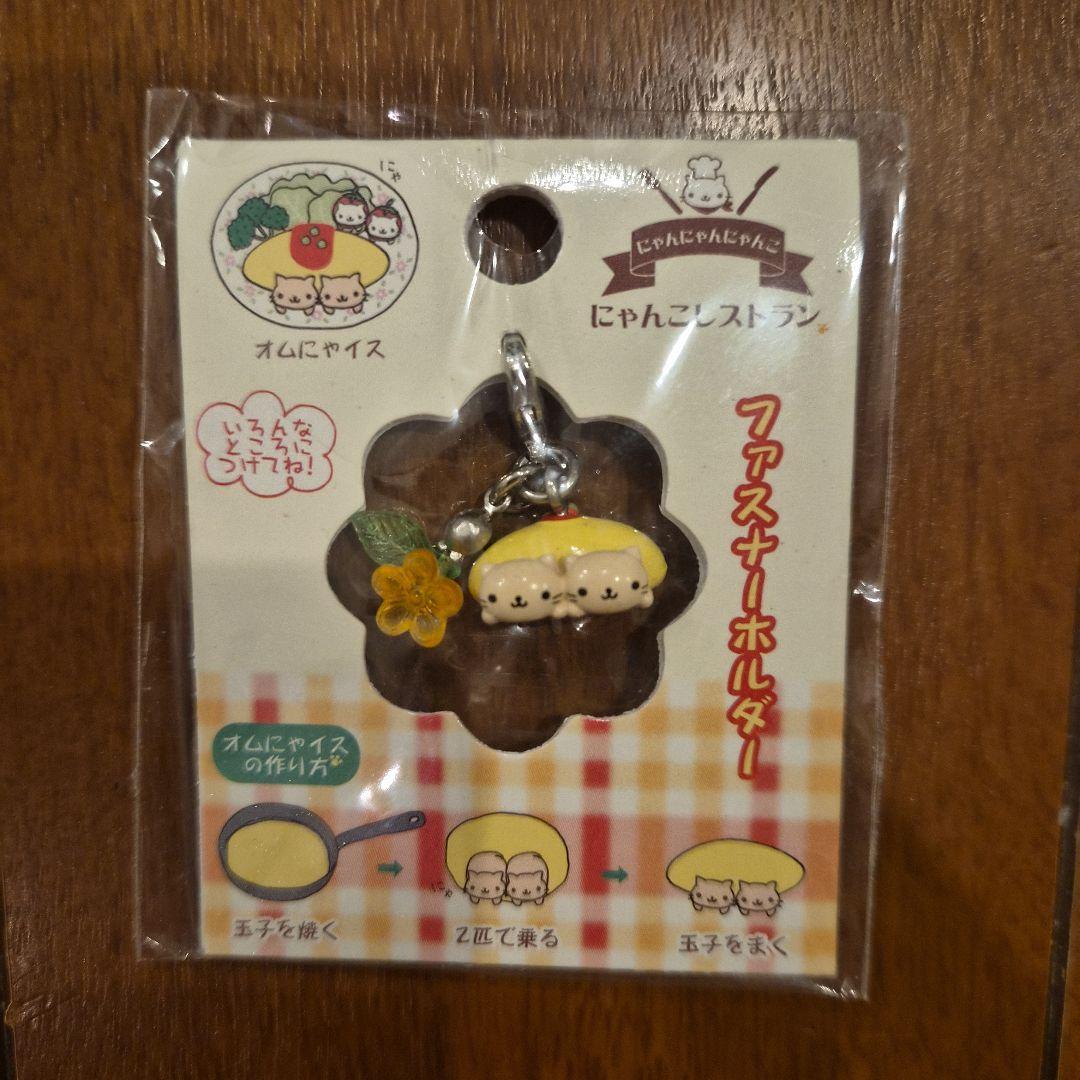 にゃ
オムにゃイス
にゃんにゃんにゃんこ
にゃんこレストラン
いろんな
ところに
つけてね!
ファスナーホルダー
オムにゃイス
の作り方
玉子を焼く
にゃ
2匹で乗る
玉子をまく